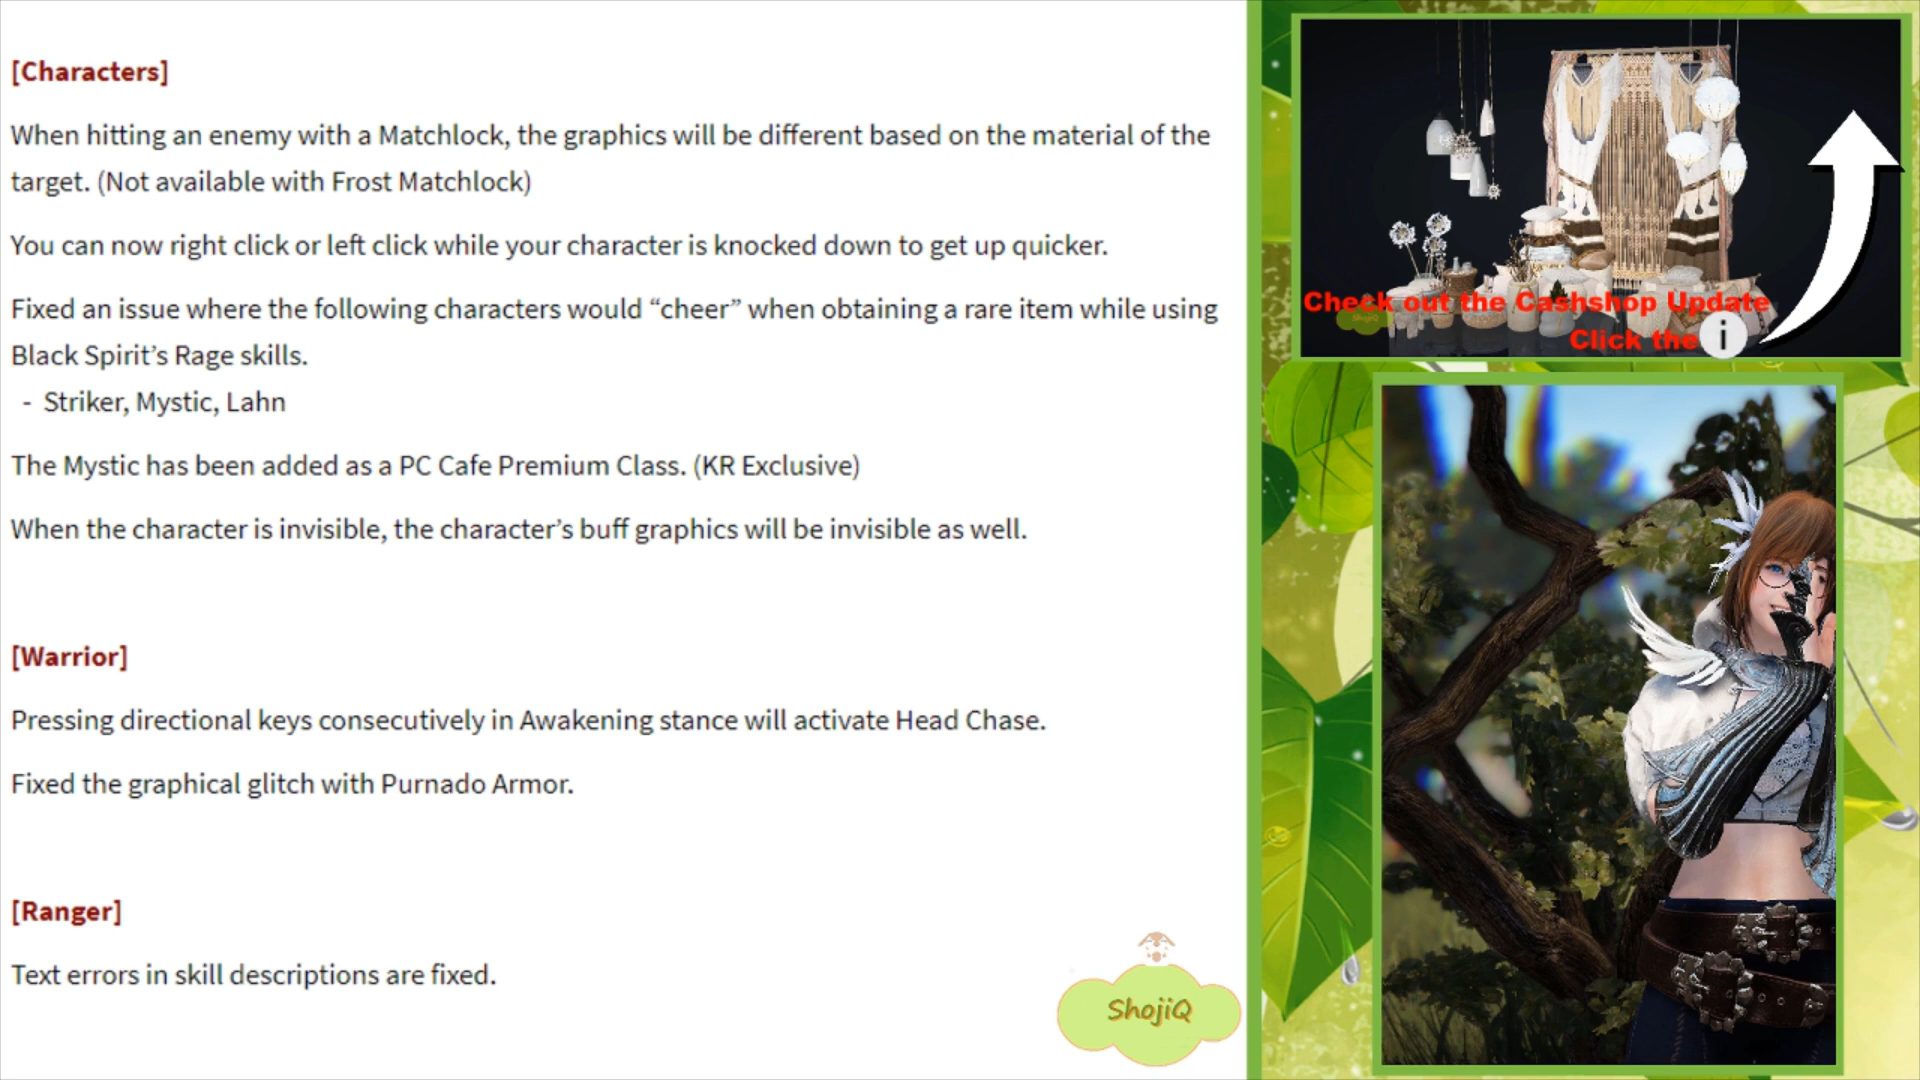 [Characters]
When hitting an enemy with a Matchlock, the graphics will be different based on the material of the
target. (Not available with Frost Matchlock)
You can now right click or left click while your character is knocked down to get up quicker.
Fixed an issue where the following characters would “cheer” when obtaining a rare item while using
Black Spirit’s Rage skills.
- Striker, Mystic, Lahn
The Mystic has been added as a PC Cafe Premium Class. (KR Exclusive)
When the character is invisible, the character’s buff graphics will be invisible as well.
[Warrior]
Pressing directional keys consecutively in Awakening stance will activate Head Chase.
Fixed the graphical glitch with Purnado Armor.
[Ranger]
Text errors in skill descriptions are fixed.
ShojiQ
Check out the Cashshop Update
Click the i
ShojiQ